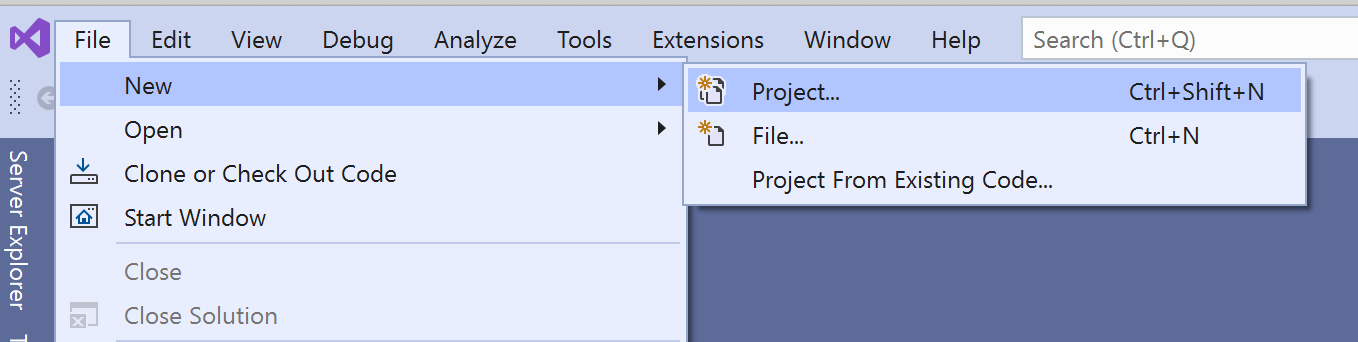 File Edit View Debug Analyze Tools Extensions Window Help Search (Ctrl+Q)
New
Open
Clone or Check Out Code
Start Window
Close
Close Solution
Project... Ctrl+Shift+N
File... Ctrl+N
Project From Existing Code...
Server Explorer